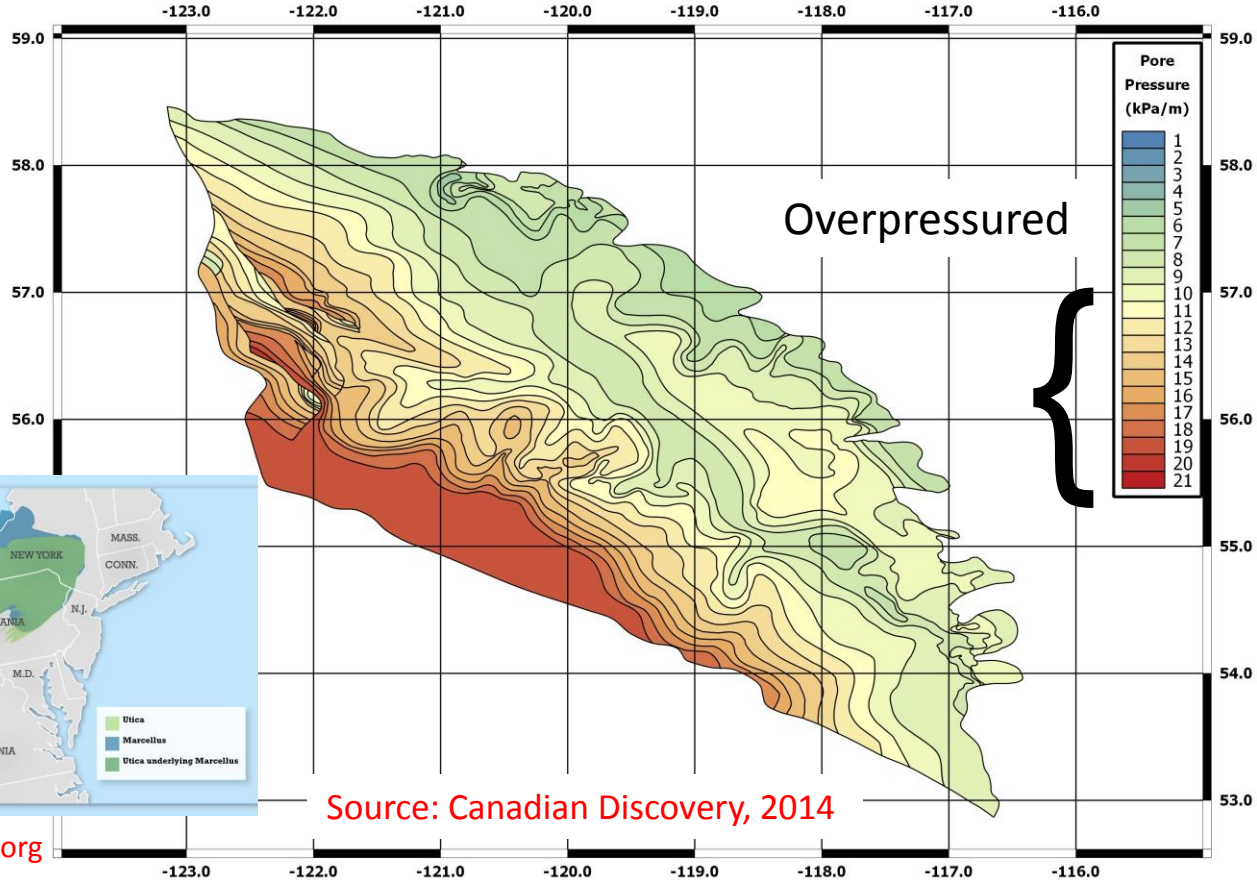 -123.0 -122.0 -121.0 -120.0 -119.0 -118.0 -117.0 -116.0
59.0 59.0
Pore
Pressure
(kPa/m)
1
2
3
4
5
6
7
8
9
10
11
12
13
14
15
16
17
18
19
20
21
58.0 58.0
Overpressured
{
57.0 57.0
56.0 56.0
55.0
54.0
53.0
NEW YORK
MASS.
CONN.
N.J.
ANIA
M.D.
NIA
Utica
Marcellus
Utica underlying Marcellus
Source: Canadian Discovery, 2014
org
-123.0 -122.0 -121.0 -120.0 -119.0 -118.0 -117.0 -116.0